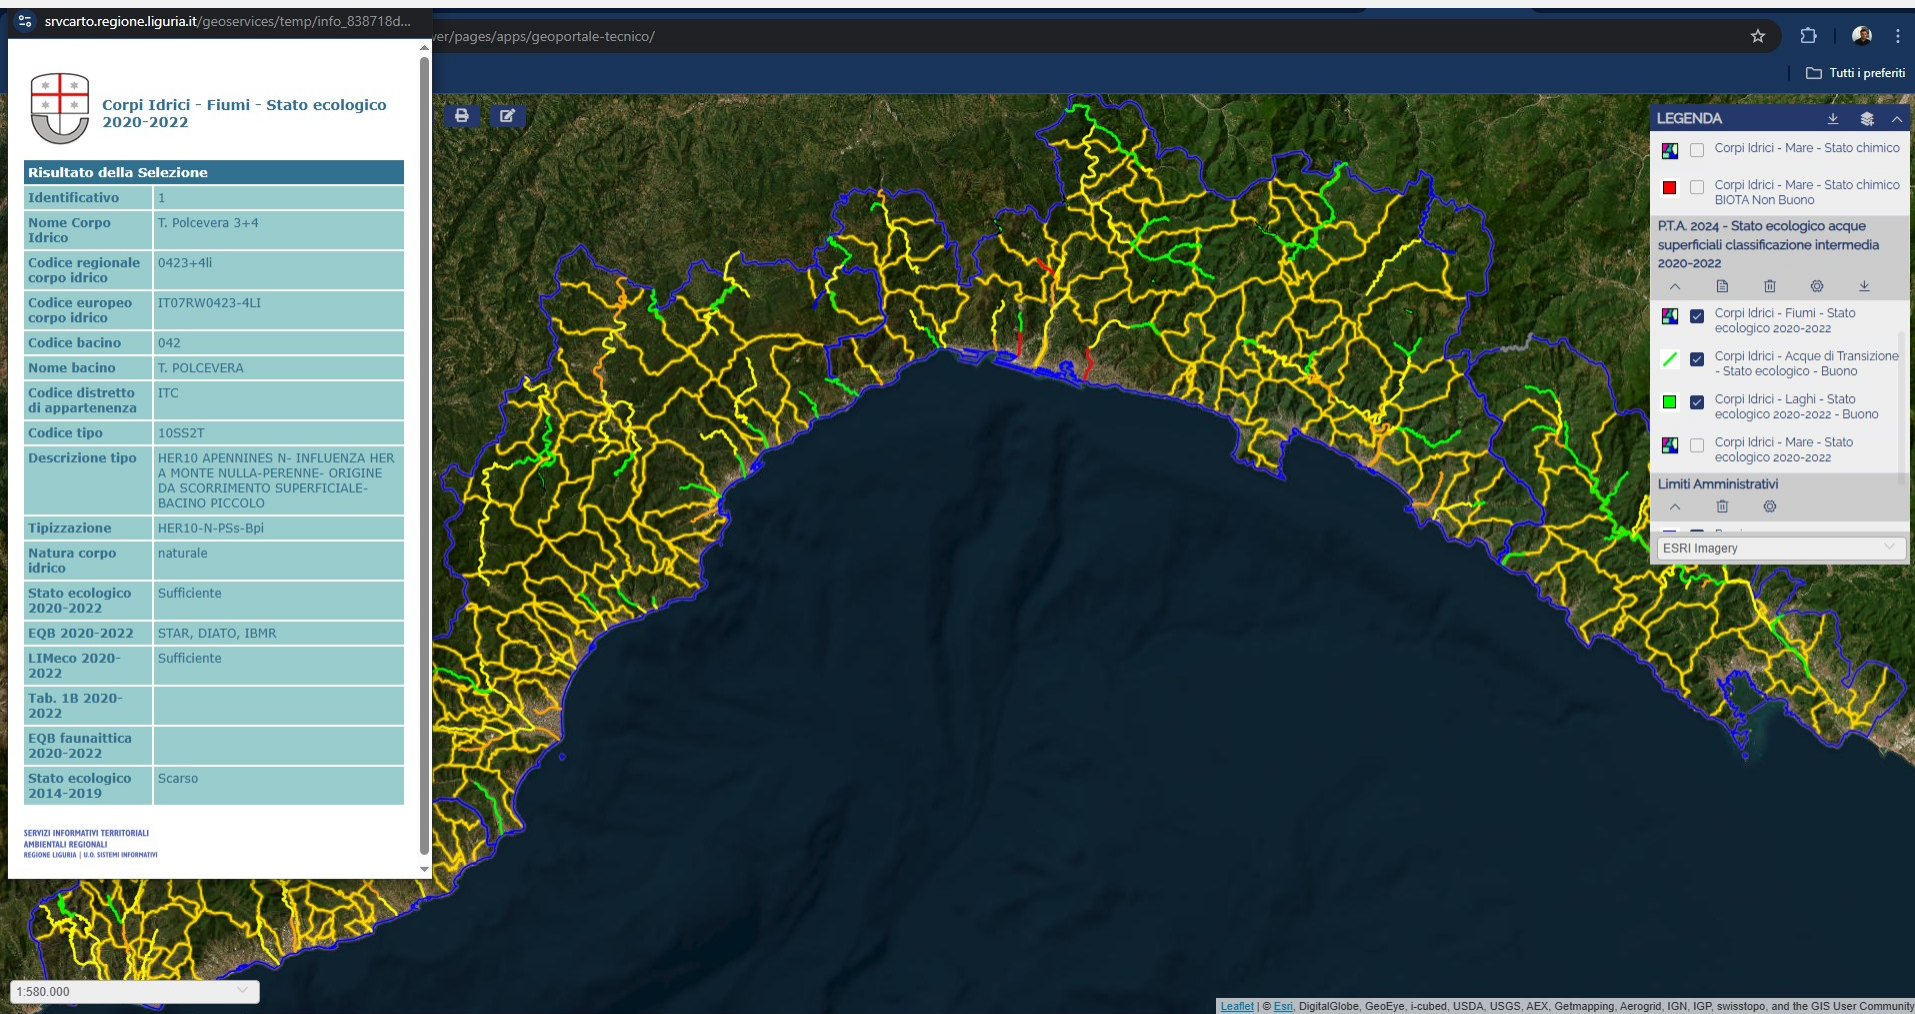 srvcarto.regione.liguria.it/geoservices/temp/info_838718d...
ver/pages/apps/geoportale-tecnico/
Tutti i preferiti
Corpi Idrici - Fiumi - Stato ecologico
2020-2022
Risultato della Selezione
Identificativo 1
Nome Corpo
Idrico
T. Polcevera 3+4
Codice regionale
corpo idrico
0423+4li
Codice europeo
corpo idrico
IT07RW0423-4LI
Codice bacino 042
Nome bacino T. POLCEVERA
Codice distretto
di appartenenza
ITC
Codice tipo 10SS2T
Descrizione tipo
HER10 APENNINES N- INFLUENZA HER
A MONTE NULLA-PERENNE- ORIGINE
DA SCORRIMENTO SUPERFICIALE-
BACINO PICCOLO
Tipizzazione HER10-N-PSs-Bpi
Natura corpo
idrico
naturale
Stato ecologico
2020-2022
Sufficiente
EQB 2020-2022 STAR, DIATO, IBMR
LIMeco 2020-
2022
Sufficiente
Tab. 1B 2020-
2022
EQB faunaittica
2020-2022
Stato ecologico
2014-2019
Scarso
SERVIZI INFORMATIVI TERRITORIALI
AMBIENTALI REGIONALI
REGIONE LIGURIA | U.O. SISTEMI INFORMATIVI
1:580.000
LEGENDA
Corpi Idrici - Mare - Stato chimico
Corpi Idrici - Mare - Stato chimico
BIOTA Non Buono
P.T.A. 2024 - Stato ecologico acque
superficiali classificazione intermedia
2020-2022
Corpi Idrici - Fiumi - Stato
ecologico 2020-2022
Corpi Idrici - Acque di Transizione
- Stato ecologico - Buono
Corpi Idrici - Laghi - Stato
ecologico 2020-2022 - Buono
Corpi Idrici - Mare - Stato
ecologico 2020-2022
Limiti Amministrativi
ESRI Imagery
Leaflet | © Esri, DigitalGlobe, GeoEye, i-cubed, USDA, USGS, AEX, Getmapping, Aerogrid, IGN, IGP, swisstopo, and the GIS User Community